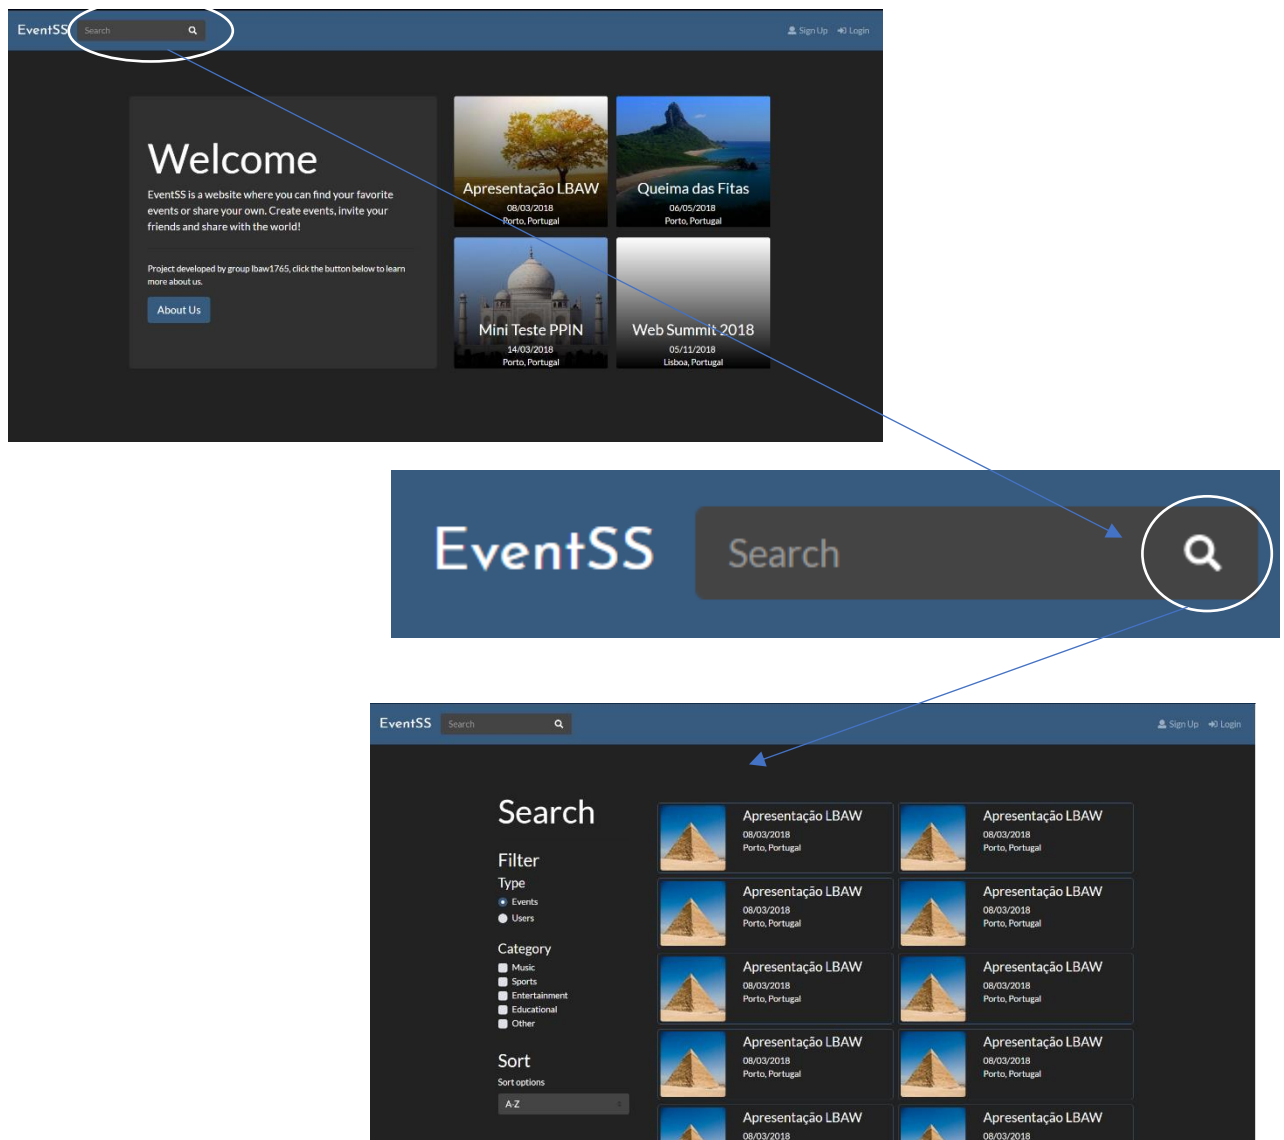 EventSS Search Sign Up Login
Welcome
EventSS is a website where you can find your favorite
events or share your own. Create events, invite your
friends and share with the world!
Project developed by group lbaw1765, click the button below to learn
more about us.
About Us
Apresentação LBAW
08/03/2018
Porto, Portugal
Queima das Fitas
06/05/2018
Porto, Portugal
Mini Teste PPIN
14/03/2018
Porto, Portugal
Web Summit 2018
05/11/2018
Lisboa, Portugal
EventSS Search
EventSS Search Sign Up Login
Search
Filter
Type
Events
Users
Category
Music
Sports
Entertainment
Educational
Other
Sort
Sort options
A-Z
Apresentação LBAW
08/03/2018
Porto, Portugal
Apresentação LBAW
08/03/2018
Porto, Portugal
Apresentação LBAW
08/03/2018
Porto, Portugal
Apresentação LBAW
08/03/2018
Porto, Portugal
Apresentação LBAW
08/03/2018
Porto, Portugal
Apresentação LBAW
08/03/2018
Porto, Portugal
Apresentação LBAW
08/03/2018
Porto, Portugal
Apresentação LBAW
08/03/2018
Porto, Portugal
Apresentação LBAW
08/03/2018
Apresentação LBAW
08/03/2018